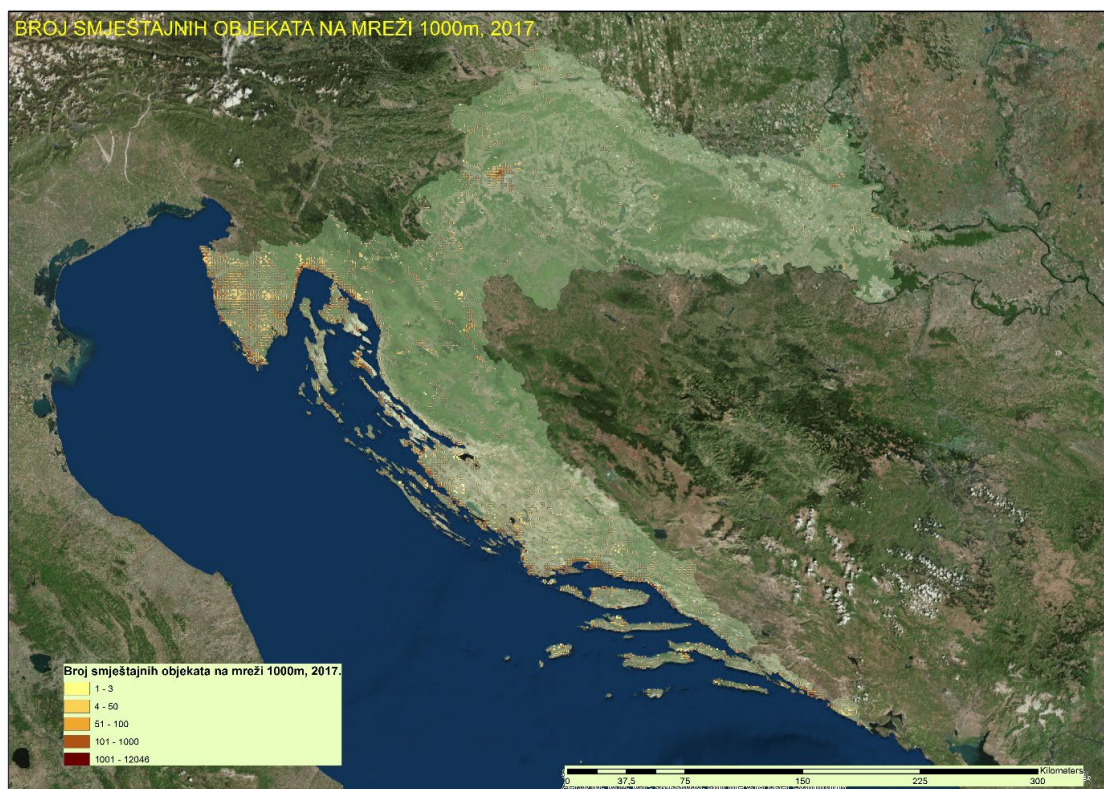 BROJ SMJEŠTAJNIH OBJEKATA NA MREŽI 1000m, 2017.
Broj smještajnih objekata na mreži 1000m, 2017.
1 - 3
4 - 50
51 - 100
101 - 1000
1001 - 12046
Kilometers
0 37,5 75 150 225 300